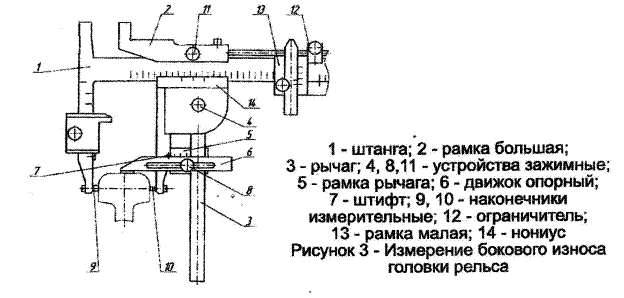 1
2
11
13
12
14
4
5
7
6
8
3
9
10
1 - штанга; 2 - рамка большая;
3 - рычаг; 4, 8,11 - устройства зажимные;
5 - рамка рычага; 6 - движок опорный;
7 - штифт; 9, 10 - наконечники
измерительные; 12 - ограничитель;
13 - рамка малая; 14 - нониус
Рисунок 3 - Измерение бокового износа
головки рельса